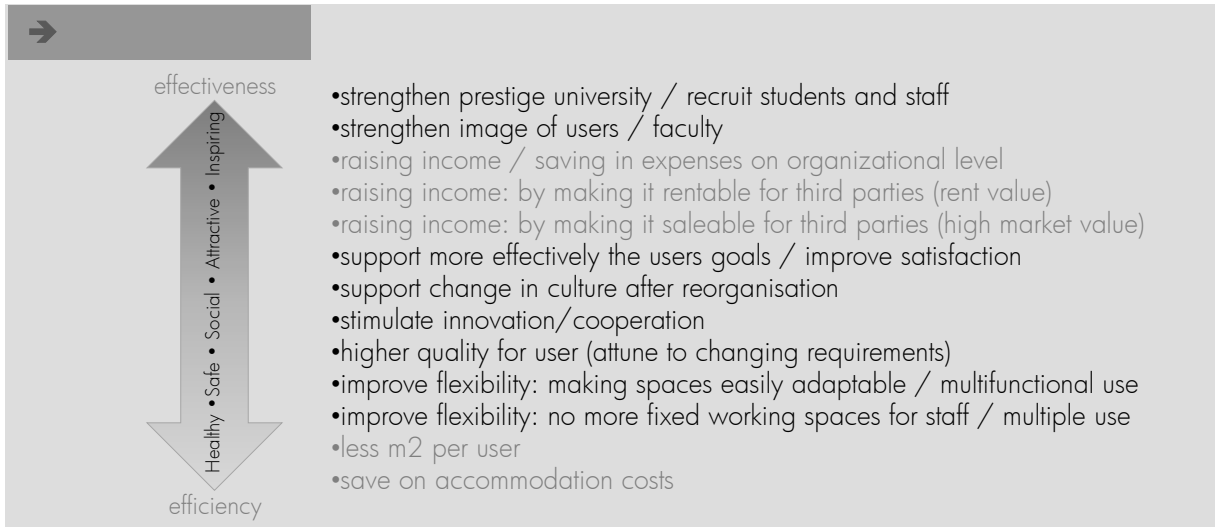 effectiveness
Healthy • Safe • Social • Attractive • Inspiring
efficiency
•strengthen prestige university / recruit students and staff
•strengthen image of users / faculty
•raising income / saving in expenses on organizational level
•raising income: by making it rentable for third parties (rent value)
•raising income: by making it saleable for third parties (high market value)
•support more effectively the users goals / improve satisfaction
•support change in culture after reorganisation
•stimulate innovation/cooperation
•higher quality for user (attune to changing requirements)
•improve flexibility: making spaces easily adaptable / multifunctional use
•improve flexibility: no more fixed working spaces for staff / multiple use
•less m2 per user
•save on accommodation costs